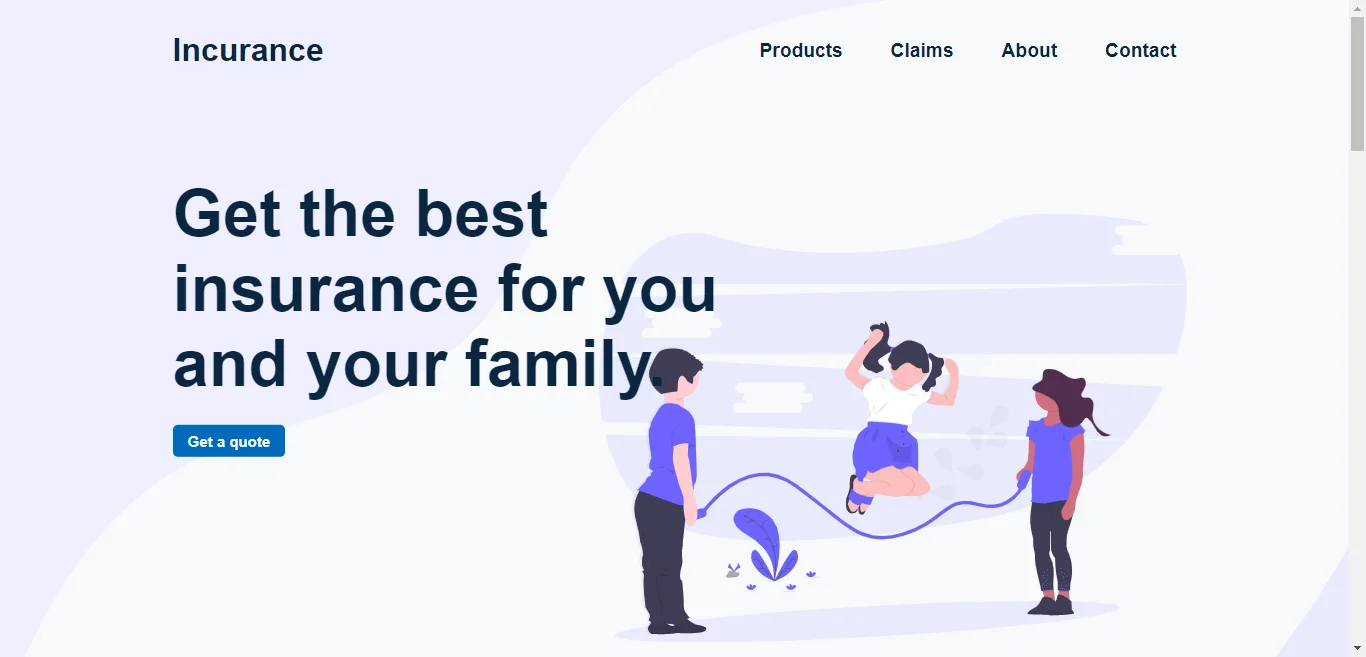 Incurance
Products Claims About Contact
Get the best
insurance for you
and your family.
Get a quote